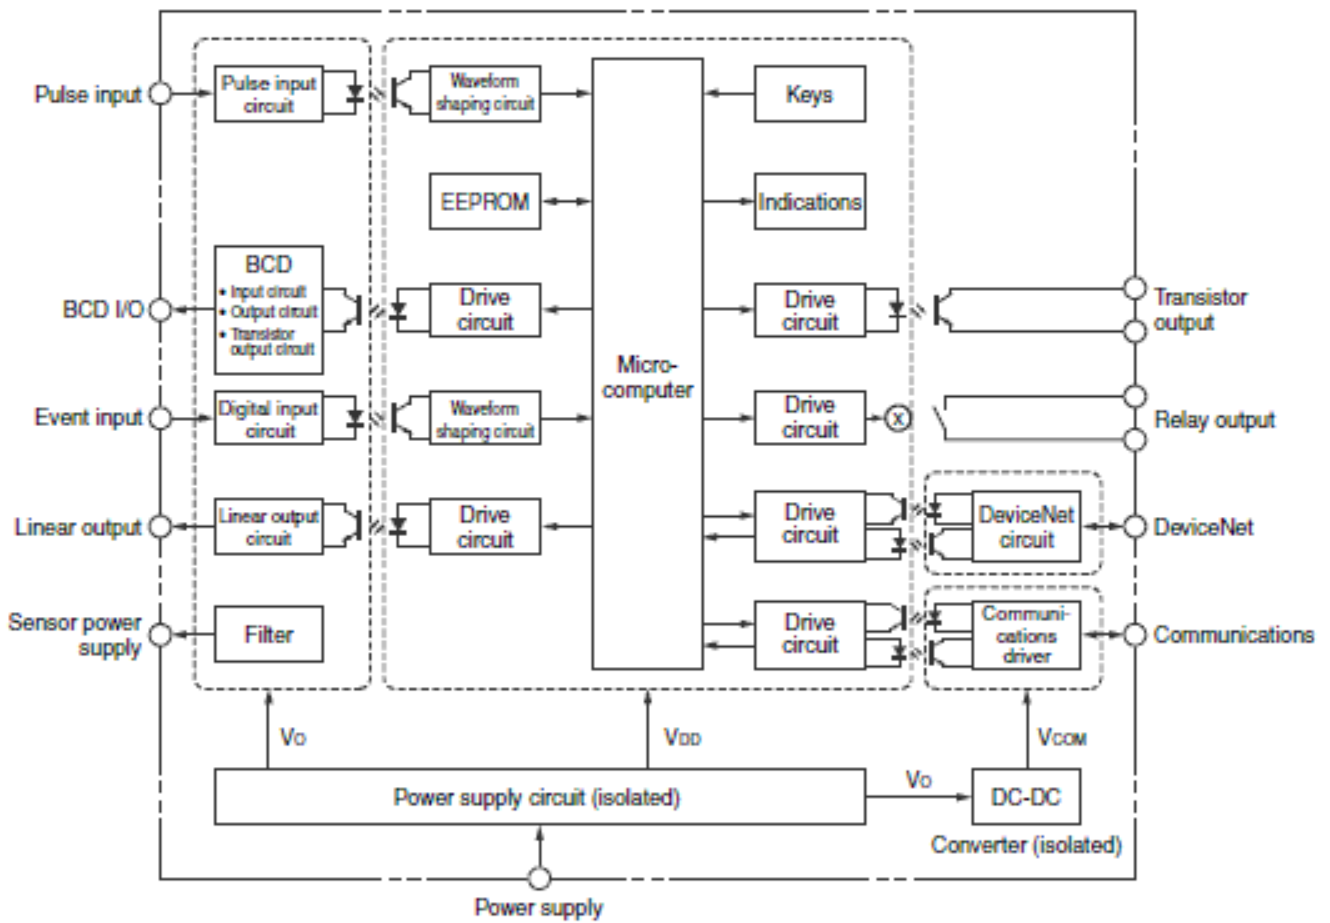 Pulse input
Pulse input
circuit
Waveform
shaping circuit
Keys
EEPROM
Indications
BCD I/O
BCD
• Input circuit
• Output circuit
• Transistor
output circuit
Drive
circuit
Micro-
computer
Drive
circuit
Transistor
output
Event input
Digital input
circuit
Waveform
shaping circuit
Drive
circuit
X
Relay output
Linear output
Linear output
circuit
Drive
circuit
Drive
circuit
DeviceNet
circuit
DeviceNet
Sensor power
supply
Filter
Drive
circuit
Communi-
cations
driver
Communications
VO
VDD
VCOM
Power supply circuit (isolated)
VO
DC-DC
Converter (isolated)
Power supply